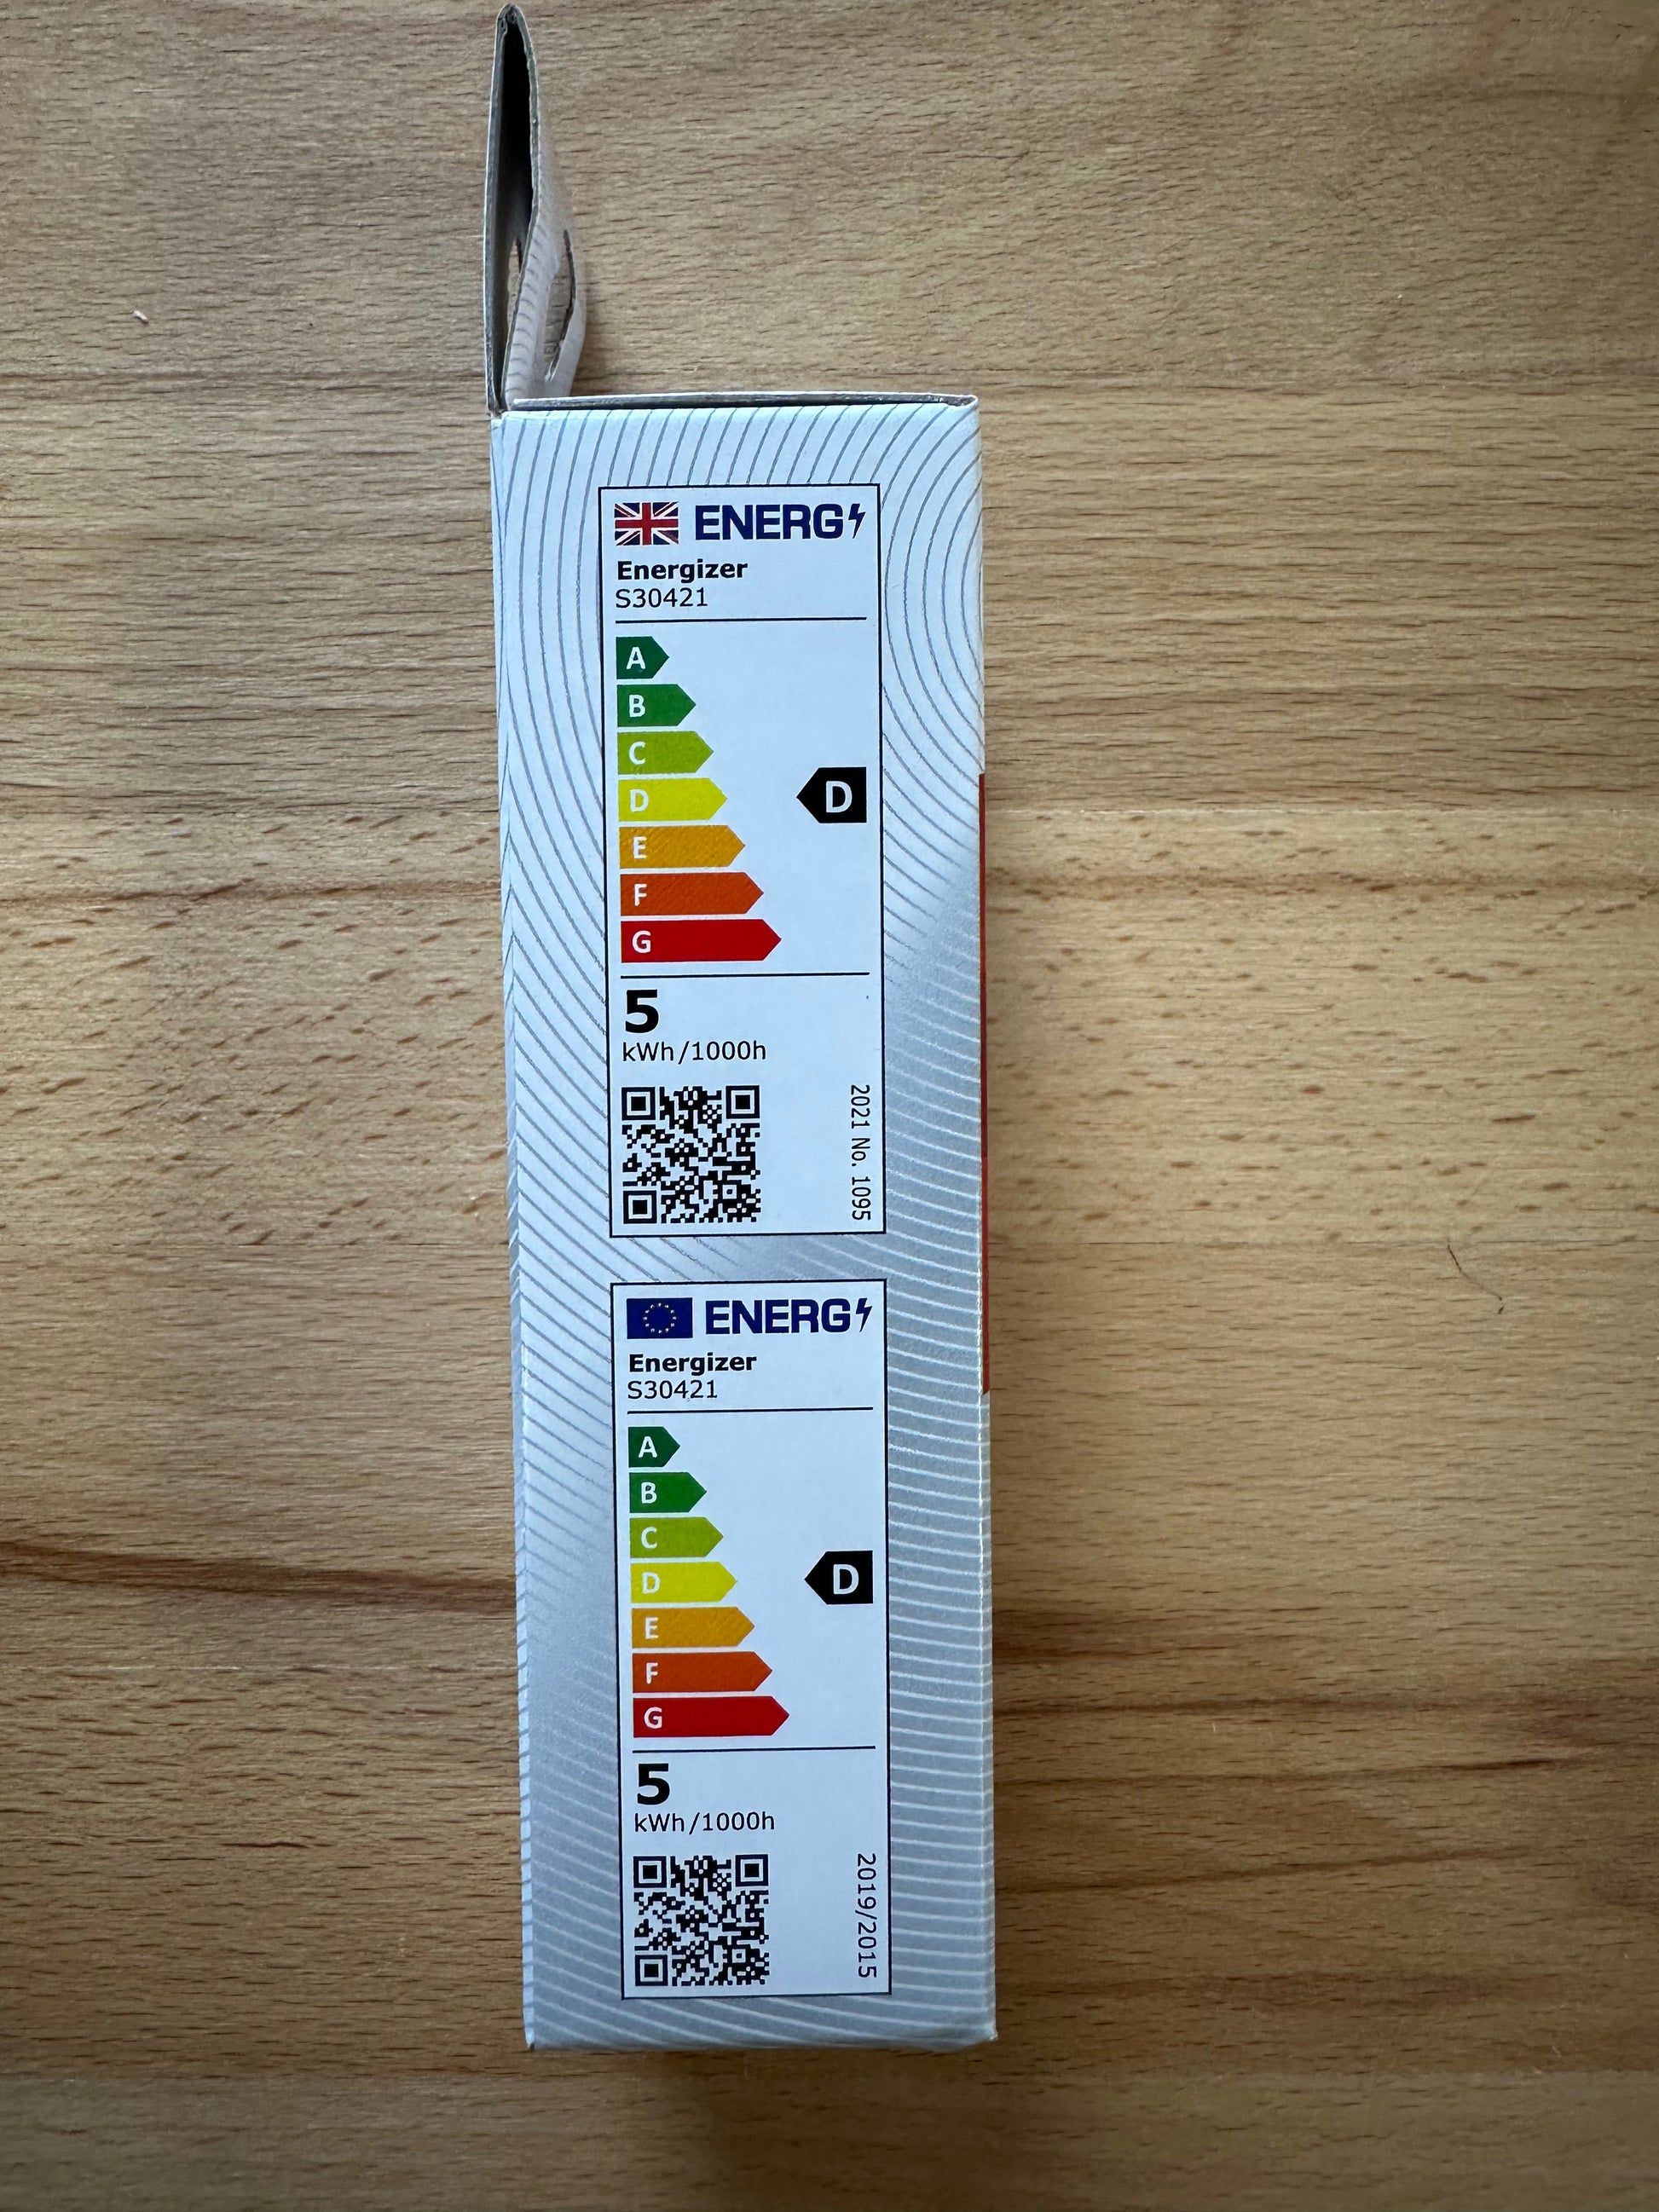 ENERG
Energizer
S30421
A
B
C
D
D
E
F
G
5
kWh/1000h
2021 No. 1095
ENERG
Energizer
S30421
A
B
C
D
D
E
F
G
5
kWh/1000h
2019/2015